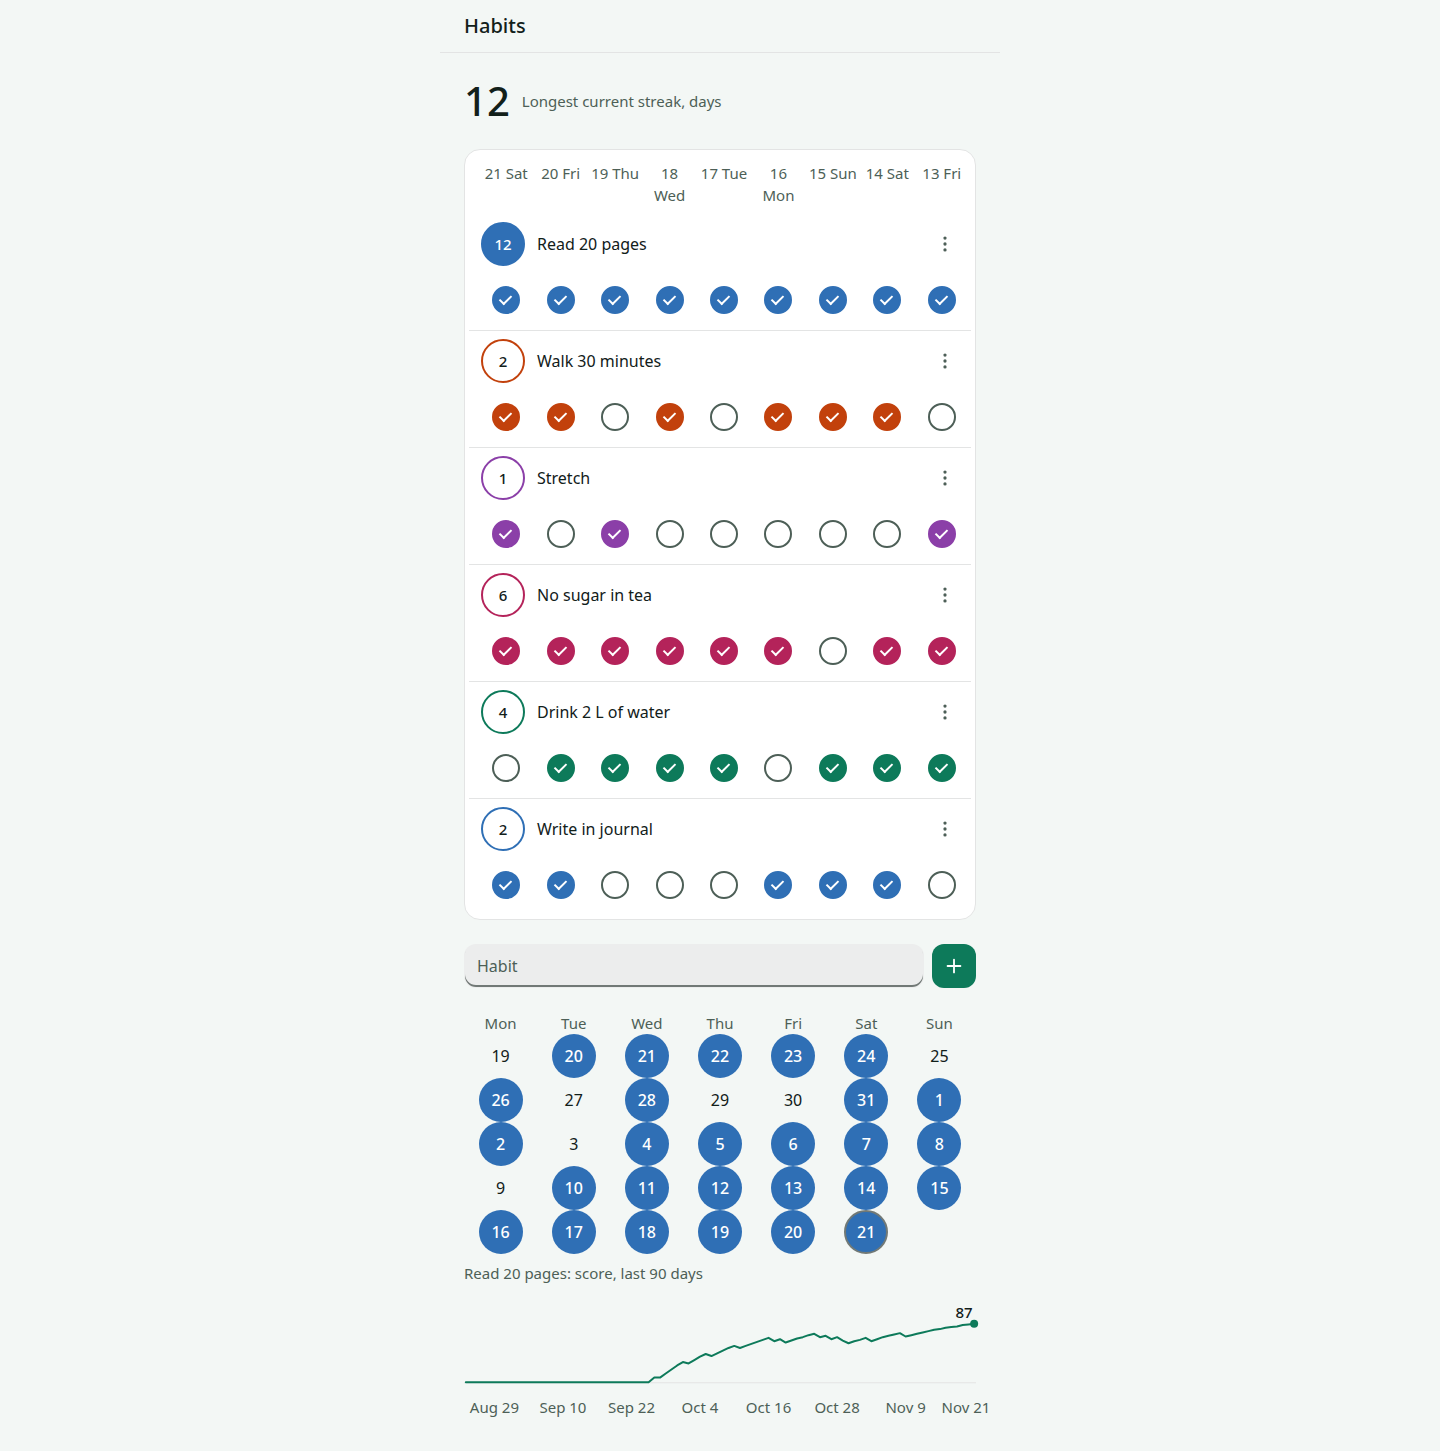 Habits
12 Longest current streak, days
21 Sat 20 Fri 19 Thu 18 Wed 17 Tue 16 Mon 15 Sun 14 Sat 13 Fri
12 Read 20 pages
2 Walk 30 minutes
1 Stretch
6 No sugar in tea
4 Drink 2 L of water
2 Write in journal
Habit
Mon Tue Wed Thu Fri Sat Sun
19 20 21 22 23 24 25
26 27 28 29 30 31 1
2 3 4 5 6 7 8
9 10 11 12 13 14 15
16 17 18 19 20 21
Read 20 pages: score, last 90 days
87
Aug 29 Sep 10 Sep 22 Oct 4 Oct 16 Oct 28 Nov 9 Nov 21